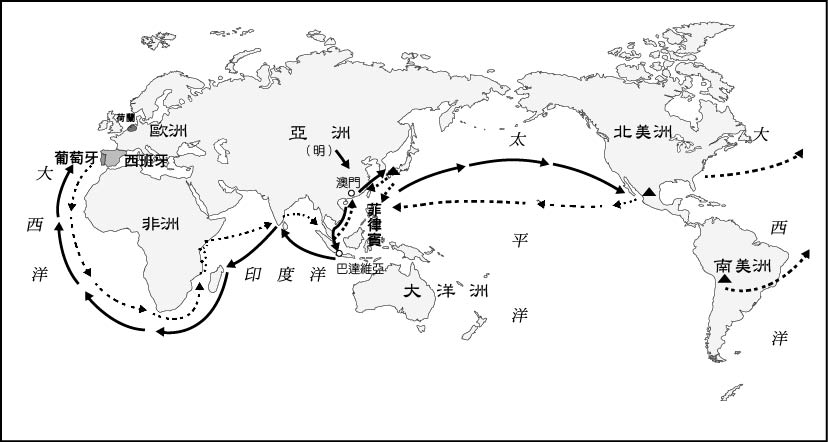 荷蘭
歐洲
葡萄牙
西班牙
大
西
洋
非洲
亞 洲
(明)
澳門
菲律賓
巴達維亞
印 度 洋
大 洋 洲
太
平
洋
北美洲
南美洲
大
西
洋